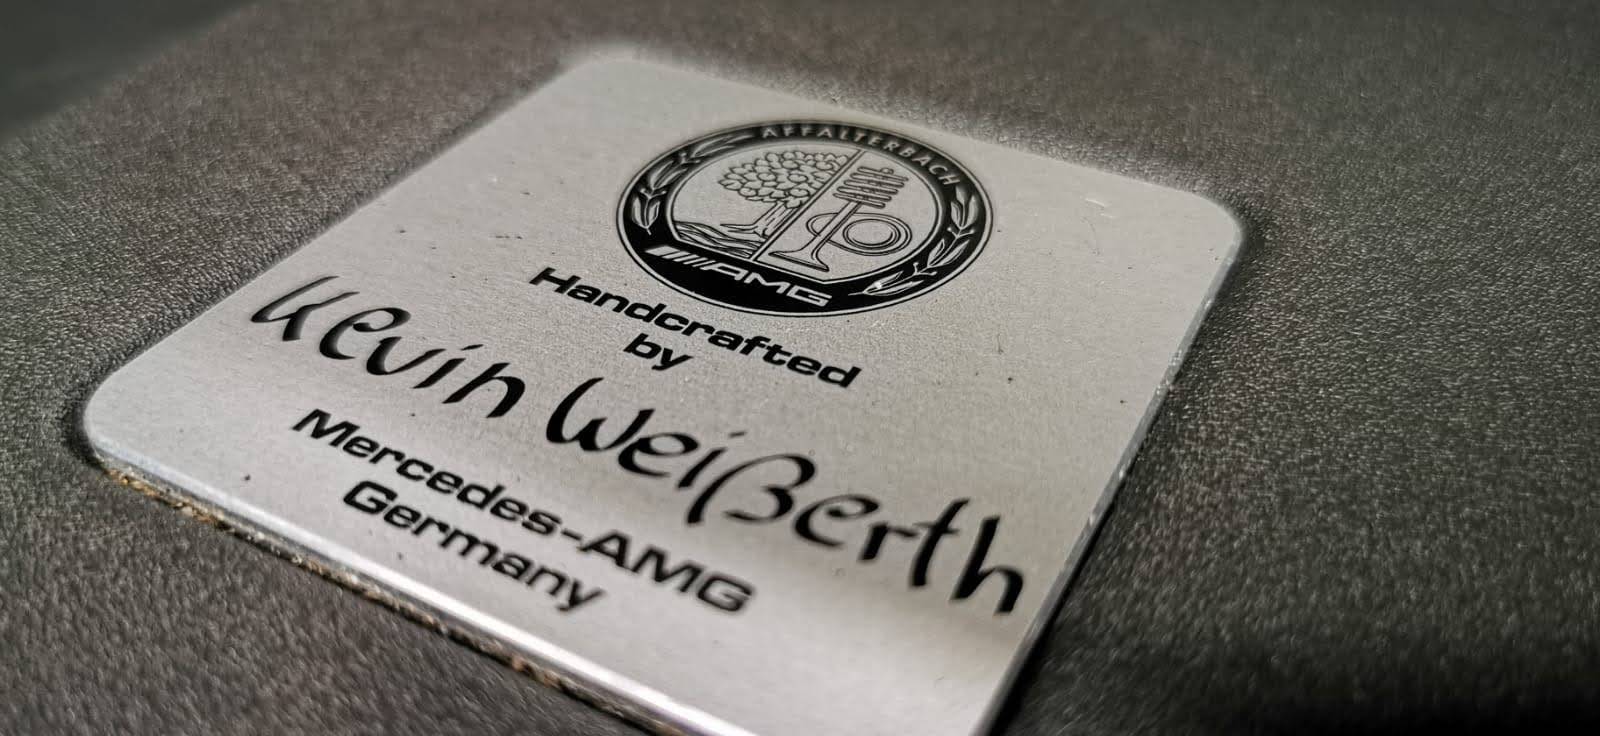 AFFALTERBACH
AMG
Handcrafted
by
Kevin Weißerth
Mercedes-AMG
Germany